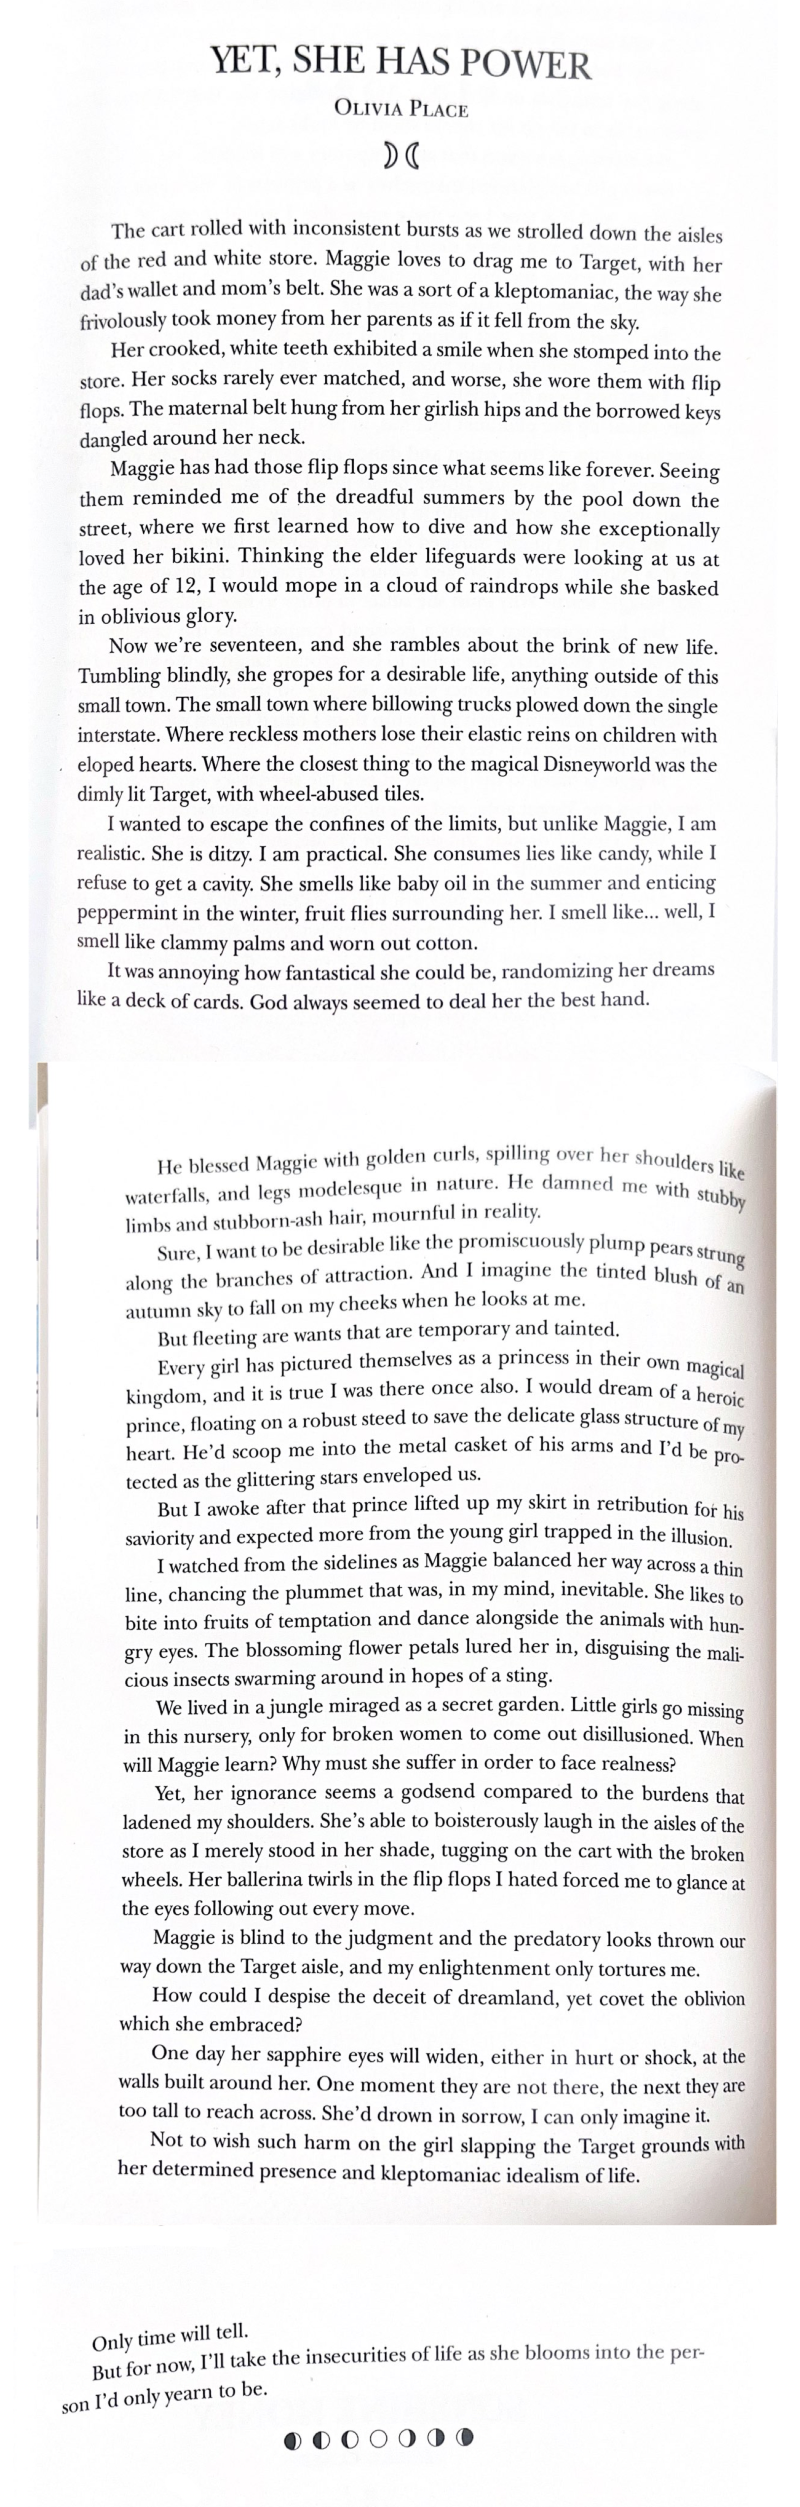 YET, SHE HAS POWER
OLIVIA PLACE
The cart rolled with inconsistent bursts as we strolled down the aisles
of the red and white store. Maggie loves to drag me to Target, with her
dad's wallet and mom's belt. She was a sort of a kleptomaniac, the way she
frivolously took money from her parents as if it fell from the sky.
Her crooked, white teeth exhibited a smile when she stomped into the
store. Her socks rarely ever matched, and worse, she wore them with flip
flops. The maternal belt hung from her girlish hips and the borrowed keys
dangled around her neck.
Maggie has had those flip flops since what seems like forever. Seeing
them reminded me of the dreadful summers by the pool down the
street, where we first learned how to dive and how she exceptionally
loved her bikini. Thinking the elder lifeguards were looking at us at
the age of 12, I would mope in a cloud of raindrops while she basked
in oblivious glory.
Now we're seventeen, and she rambles about the brink of new life.
Tumbling blindly, she gropes for a desirable life, anything outside of this
small town. The small town where billowing trucks plowed down the single
interstate. Where reckless mothers lose their elastic reins on children with
eloped hearts. Where the closest thing to the magical Disneyworld was the
dimly lit Target, with wheel-abused tiles.
I wanted to escape the confines of the limits, but unlike Maggie, I am
realistic. She is ditzy. I am practical. She consumes lies like candy, while I
refuse to get a cavity. She smells like baby oil in the summer and enticing
peppermint in the winter, fruit flies surrounding her. I smell like... well, I
smell like clammy palms and worn out cotton.
It was annoying how fantastical she could be, randomizing her dreams
like a deck of cards. God always seemed to deal her the best hand.
He blessed Maggie with golden curls, spilling over her shoulders like
waterfalls, and legs modelesque in nature. He damned me with stubby
limbs and stubborn-ash hair, mournful in reality.
Sure, I want to be desirable like the promiscuously plump pears strung
along the branches of attraction. And I imagine the tinted blush of an
autumn sky to fall on my cheeks when he looks at me.
But fleeting are wants that are temporary and tainted.
Every girl has pictured themselves as a princess in their own magical
kingdom, and it is true I was there once also. I would dream of a heroic
prince, floating on a robust steed to save the delicate glass structure of my
heart. He'd scoop me into the metal casket of his arms and I'd be pro-
tected as the glittering stars enveloped us.
But I awoke after that prince lifted up my skirt in retribution for his
saviority and expected more from the young girl trapped in the illusion.
I watched from the sidelines as Maggie balanced her way across a thin
line, chancing the plummet that was, in my mind, inevitable. She likes to
bite into fruits of temptation and dance alongside the animals with hun-
gry eyes. The blossoming flower petals lured her in, disguising the mali-
cious insects swarming around in hopes of a sting.
We lived in a jungle miraged as a secret garden. Little girls go missing
in this nursery, only for broken women to come out disillusioned. When
will Maggie learn? Why must she suffer in order to face realness?
Yet, her ignorance seems a godsend compared to the burdens that
ladened my shoulders. She's able to boisterously laugh in the aisles of the
store as I merely stood in her shade, tugging on the cart with the broken
wheels. Her ballerina twirls in the flip flops I hated forced me to glance at
the eyes following out every move.
Maggie is blind to the judgment and the predatory looks thrown our
way down the Target aisle, and my enlightenment only tortures me.
How could I despise the deceit of dreamland, yet covet the oblivion
which she embraced?
One day her sapphire eyes will widen, either in hurt or shock, at the
walls built around her. One moment they are not there, the next they are
too tall to reach across. She'd drown in sorrow, I can only imagine it.
Not to wish such harm on the girl slapping the Target grounds with
her determined presence and kleptomaniac idealism of life.
Only time will tell.
But for now, I'll take the insecurities of life as she blooms into the per-
son I'd only yearn to be.